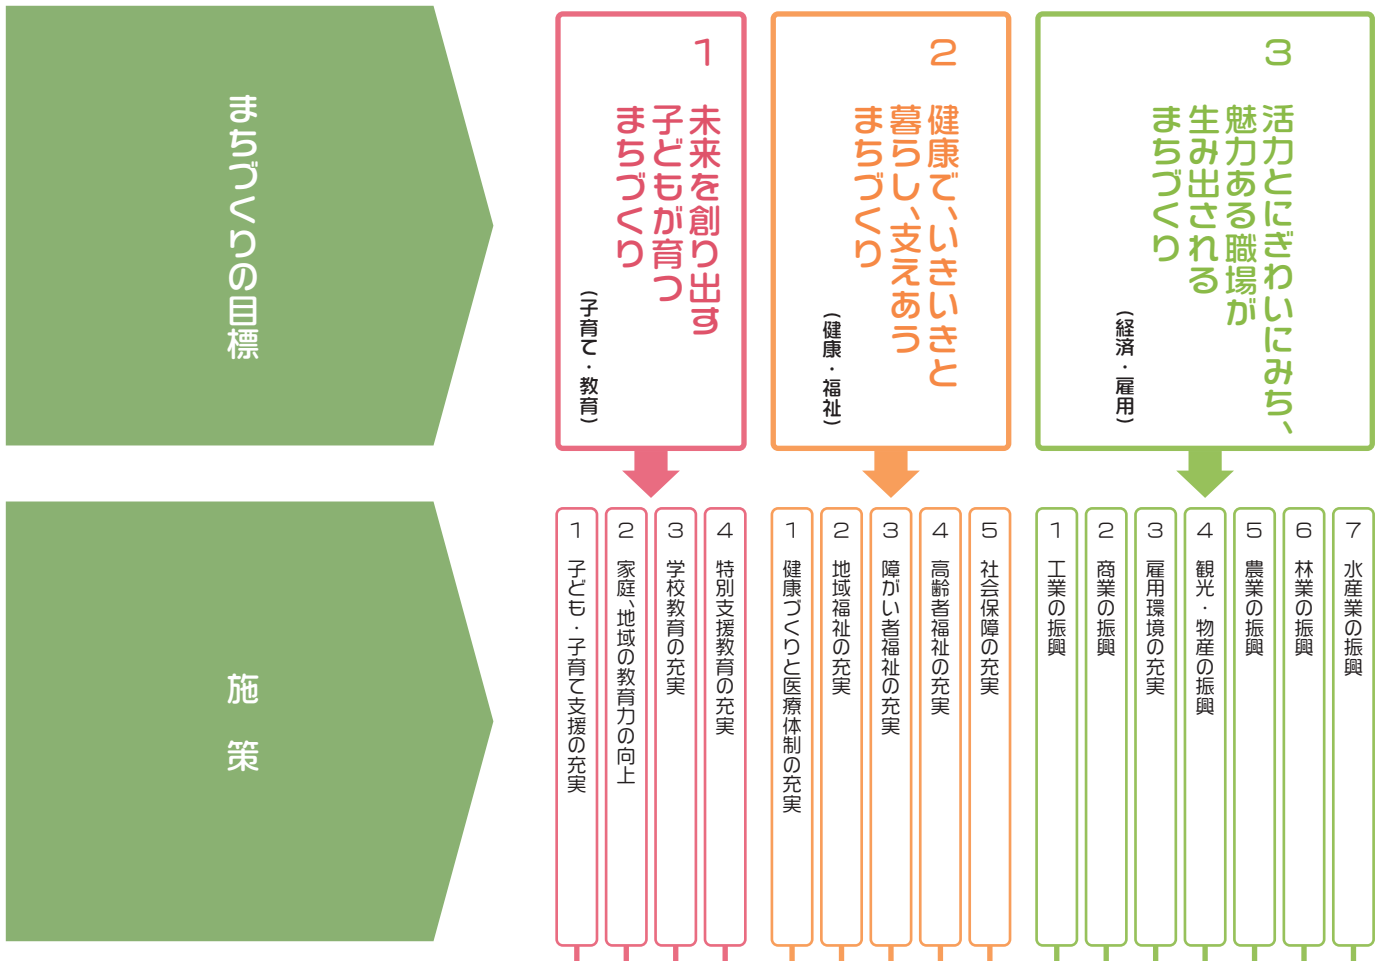 まちづくりの目標
1
未来を創り出す
子どもが育つ
まちづくり
(子育て・教育)
2
健康で、いきいきと
暮らし、支えあう
まちづくり
(健康・福祉)
3
活力とにぎわいにみち、
魅力ある職場が
生み出される
まちづくり
(経済・雇用)
施策
1 子ども・子育て支援の充実
2 家庭、地域の教育力の向上
3 学校教育の充実
4 特別支援教育の充実
1 健康づくりと医療体制の充実
2 地域福祉の充実
3 障がい者福祉の充実
4 高齢者福祉の充実
5 社会保障の充実
1 工業の振興
2 商業の振興
3 雇用環境の充実
4 観光・物産の振興
5 農業の振興
6 林業の振興
7 水産業の振興